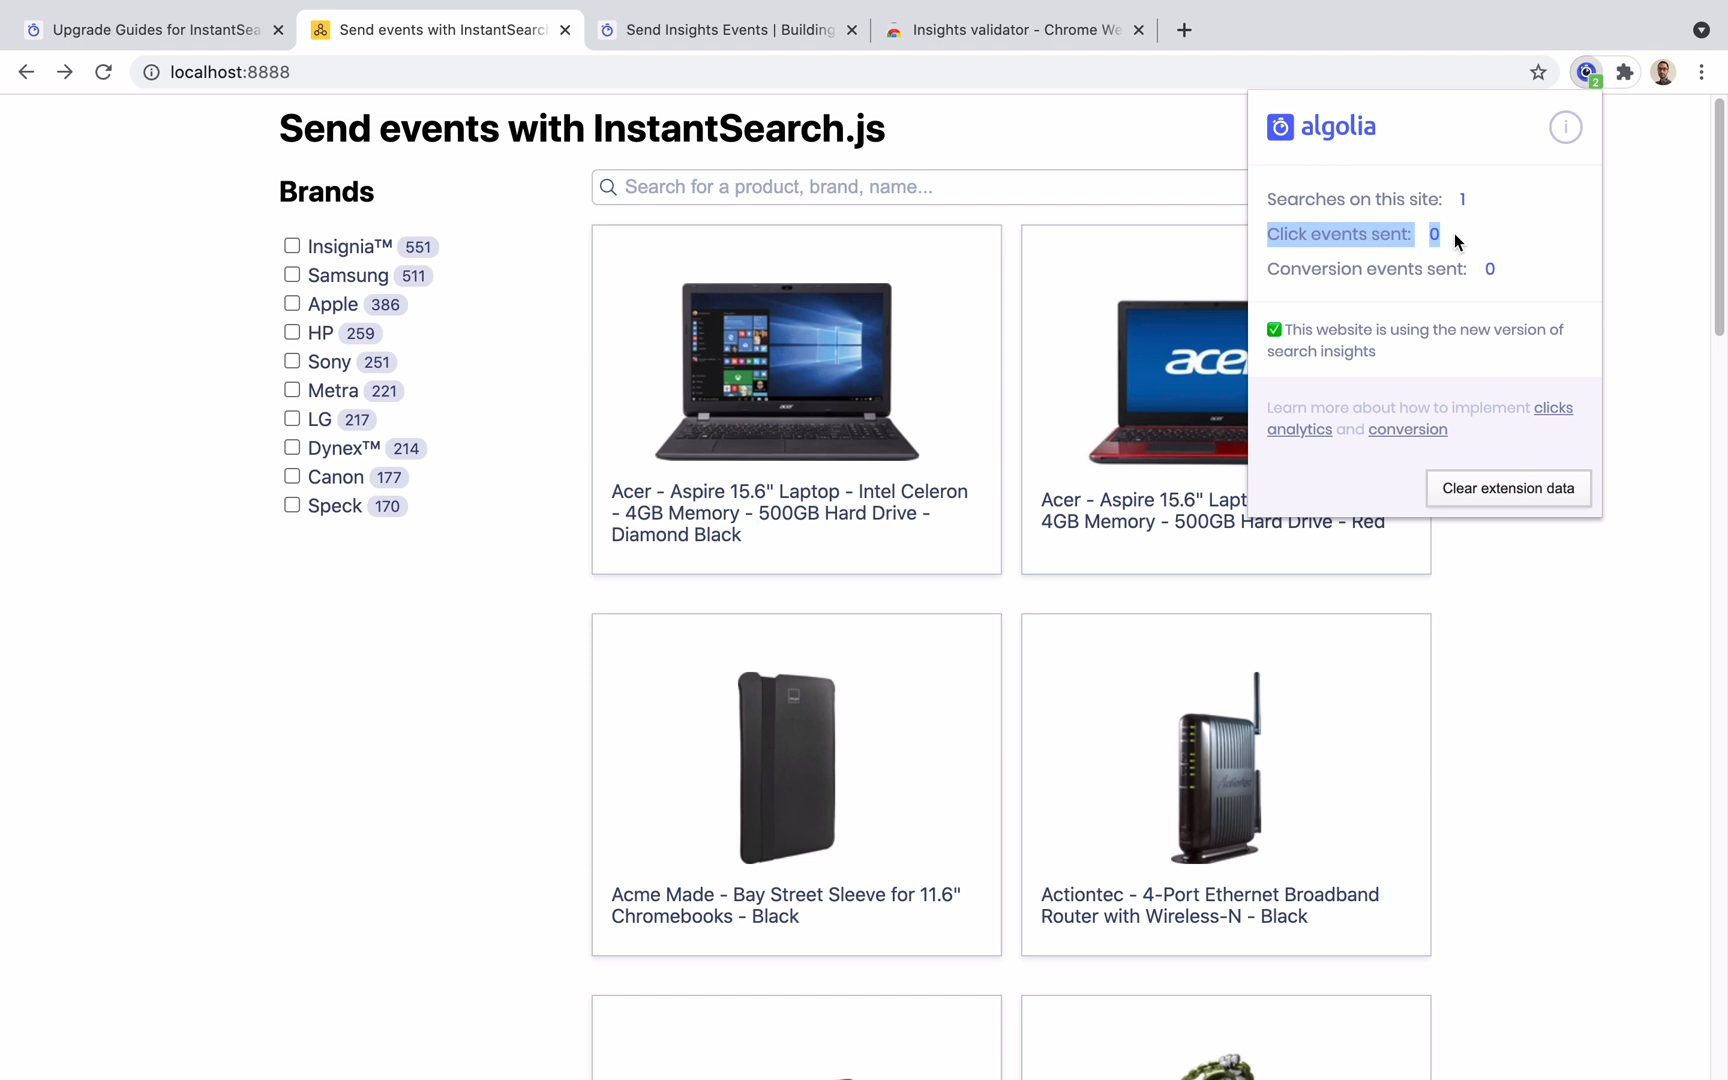 Upgrade Guides for InstantSea
Send events with InstantSearch
Send Insights Events | Building
Insights validator - Chrome We
localhost:8888
2
Send events with InstantSearch.js
Brands
Insignia™ 551
Samsung 511
Apple 386
HP 259
Sony 251
Metra 221
LG 217
Dynex™ 214
Canon 177
Speck 170
Search for a product, brand, name...
acer
Acer - Aspire 15.6" Laptop - Intel Celeron
- 4GB Memory - 500GB Hard Drive -
Diamond Black
acer
Acer - Aspire 15.6" Lapt
4GB Memory - 500GB Hard Drive - Red
Acme Made - Bay Street Sleeve for 11.6"
Chromebooks - Black
Actiontec
Actiontec - 4-Port Ethernet Broadband
Router with Wireless-N - Black
algolia
i
Searches on this site: 1
Click events sent: 0
Conversion events sent: 0
✅ This website is using the new version of
search insights
Learn more about how to implement clicks
analytics and conversion
Clear extension data